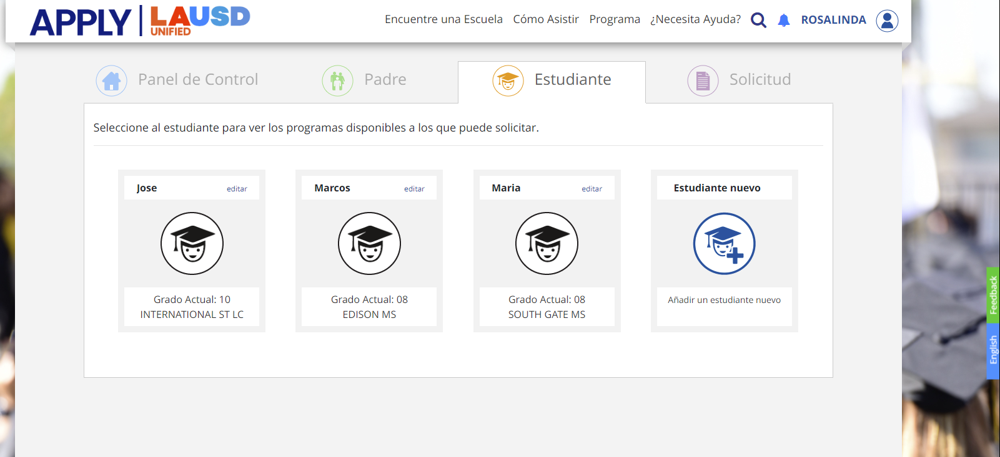 APPLY LAUSD UNIFIED
Encuentre una Escuela Cómo Asistir Programa ¿Necesita Ayuda? ROSALINDA
Panel de Control Padre Estudiante Solicitud
Seleccione al estudiante para ver los programas disponibles a los que puede solicitar.
Jose editar
Grado Actual: 10
INTERNATIONAL ST LC
Marcos editar
Grado Actual: 08
EDISON MS
Maria editar
Grado Actual: 08
SOUTH GATE MS
Estudiante nuevo
Añadir un estudiante nuevo
Feedback
English